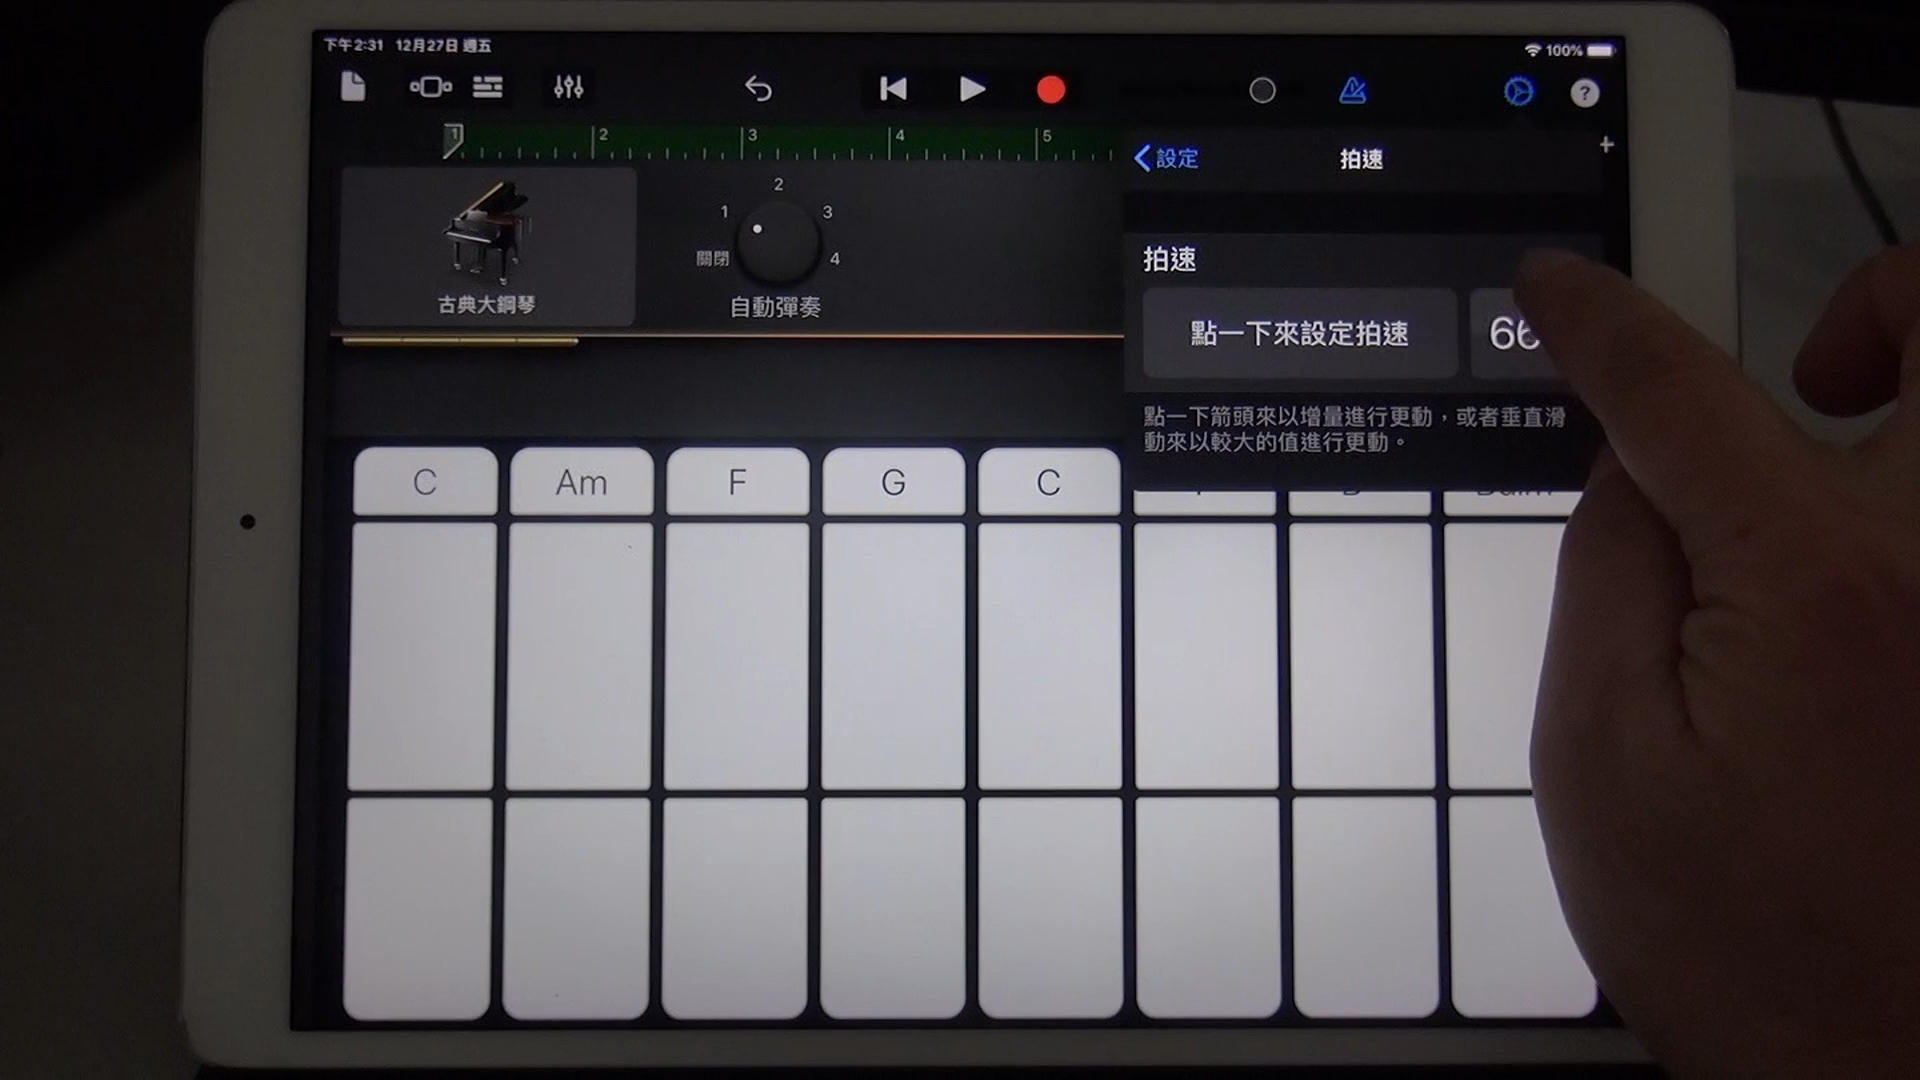 下午2:31 12月27日 週五
100%
?
1 2 3 4 5
設定
拍速
+
1 2 3 4
關閉
自動彈奏
古典大鋼琴
拍速
點一下來設定拍速
66
點一下箭頭來以增量進行更動，或者垂直滑
動來以較大的值進行更動。
C Am F G C